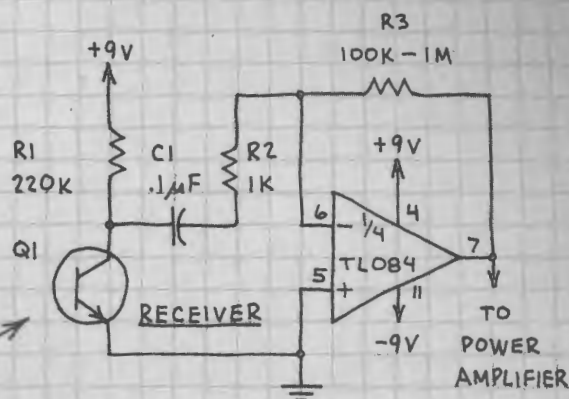 R3
100K-1M
+9V
R1
220K
C1
.1µF
R2
1K
+9V
6
-
1/4
4
TL084
7
5
+
11
Q1
RECEIVER
-9V
TO
POWER
AMPLIFIER